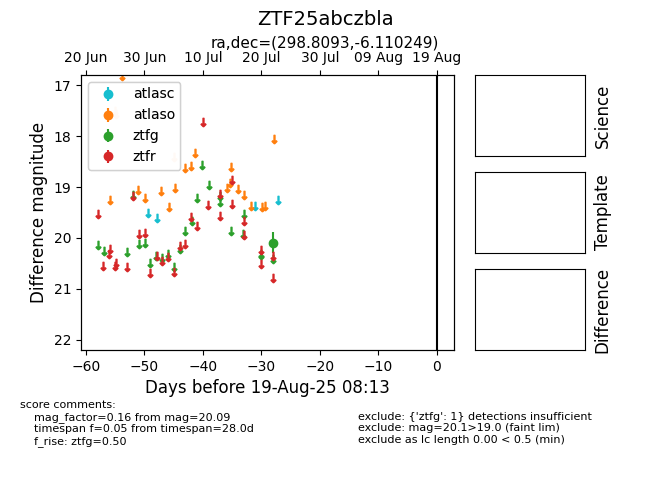 ZTF25abczbla
ra,dec=(298.8093,-6.110249)
20 Jun 30 Jun 10 Jul 20 Jul 30 Jul 09 Aug 19 Aug
17
18
19
20
21
22
Difference magnitude
atlasc
atlaso
ztfg
ztfr
−60 −50 −40 −30 −20 −10 0
Days before 19-Aug-25 08:13
Science
Template
Difference
score comments:
mag_factor=0.16 from mag=20.09
timespan f=0.05 from timespan=28.0d
f_rise: ztfg=0.50
exclude: {'ztfg': 1} detections insufficient
exclude: mag=20.1>19.0 (faint lim)
exclude as lc length 0.00 < 0.5 (min)